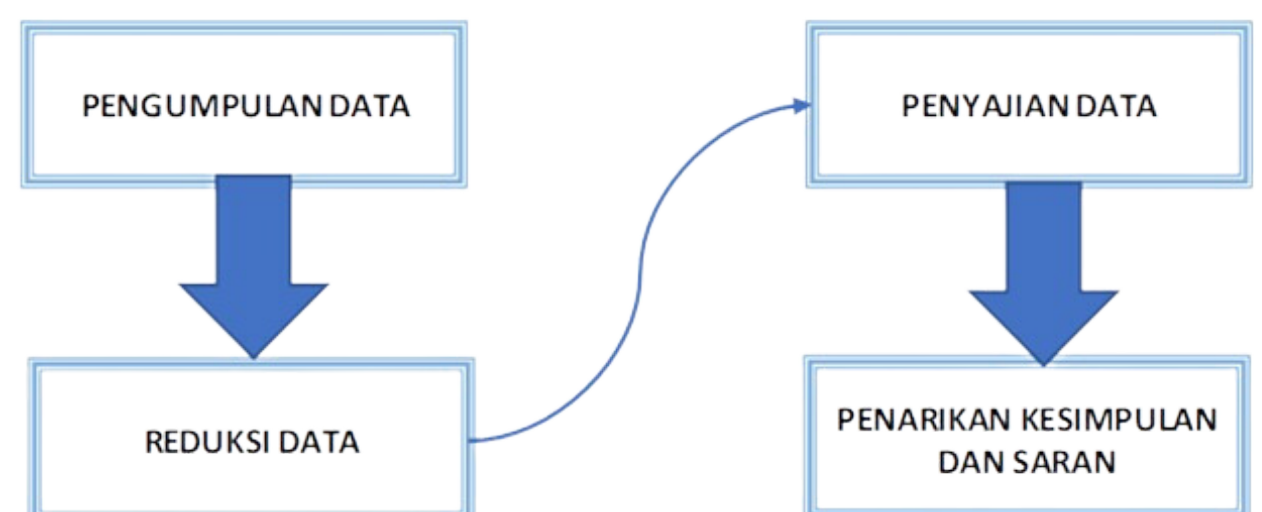 PENGUMPULAN DATA
REDUKSI DATA
PENYAJIAN DATA
PENARIKAN KESIMPULAN
DAN SARAN